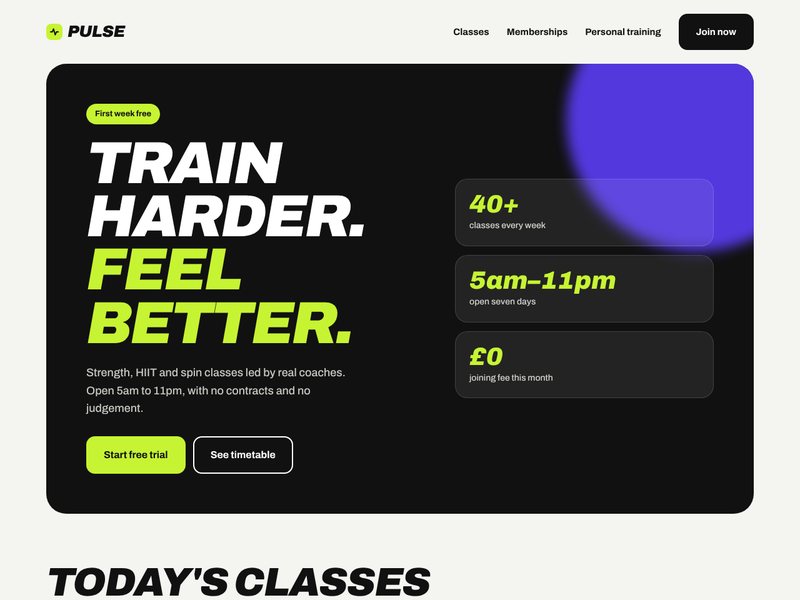 PULSE
Classes
Memberships
Personal training
Join now
First week free
TRAIN
HARDER.
FEEL
BETTER.
Strength, HIIT and spin classes led by real coaches.
Open 5am to 11pm, with no contracts and no
judgement.
Start free trial
See timetable
40+
classes every week
5am–11pm
open seven days
£0
joining fee this month
TODAY'S CLASSES